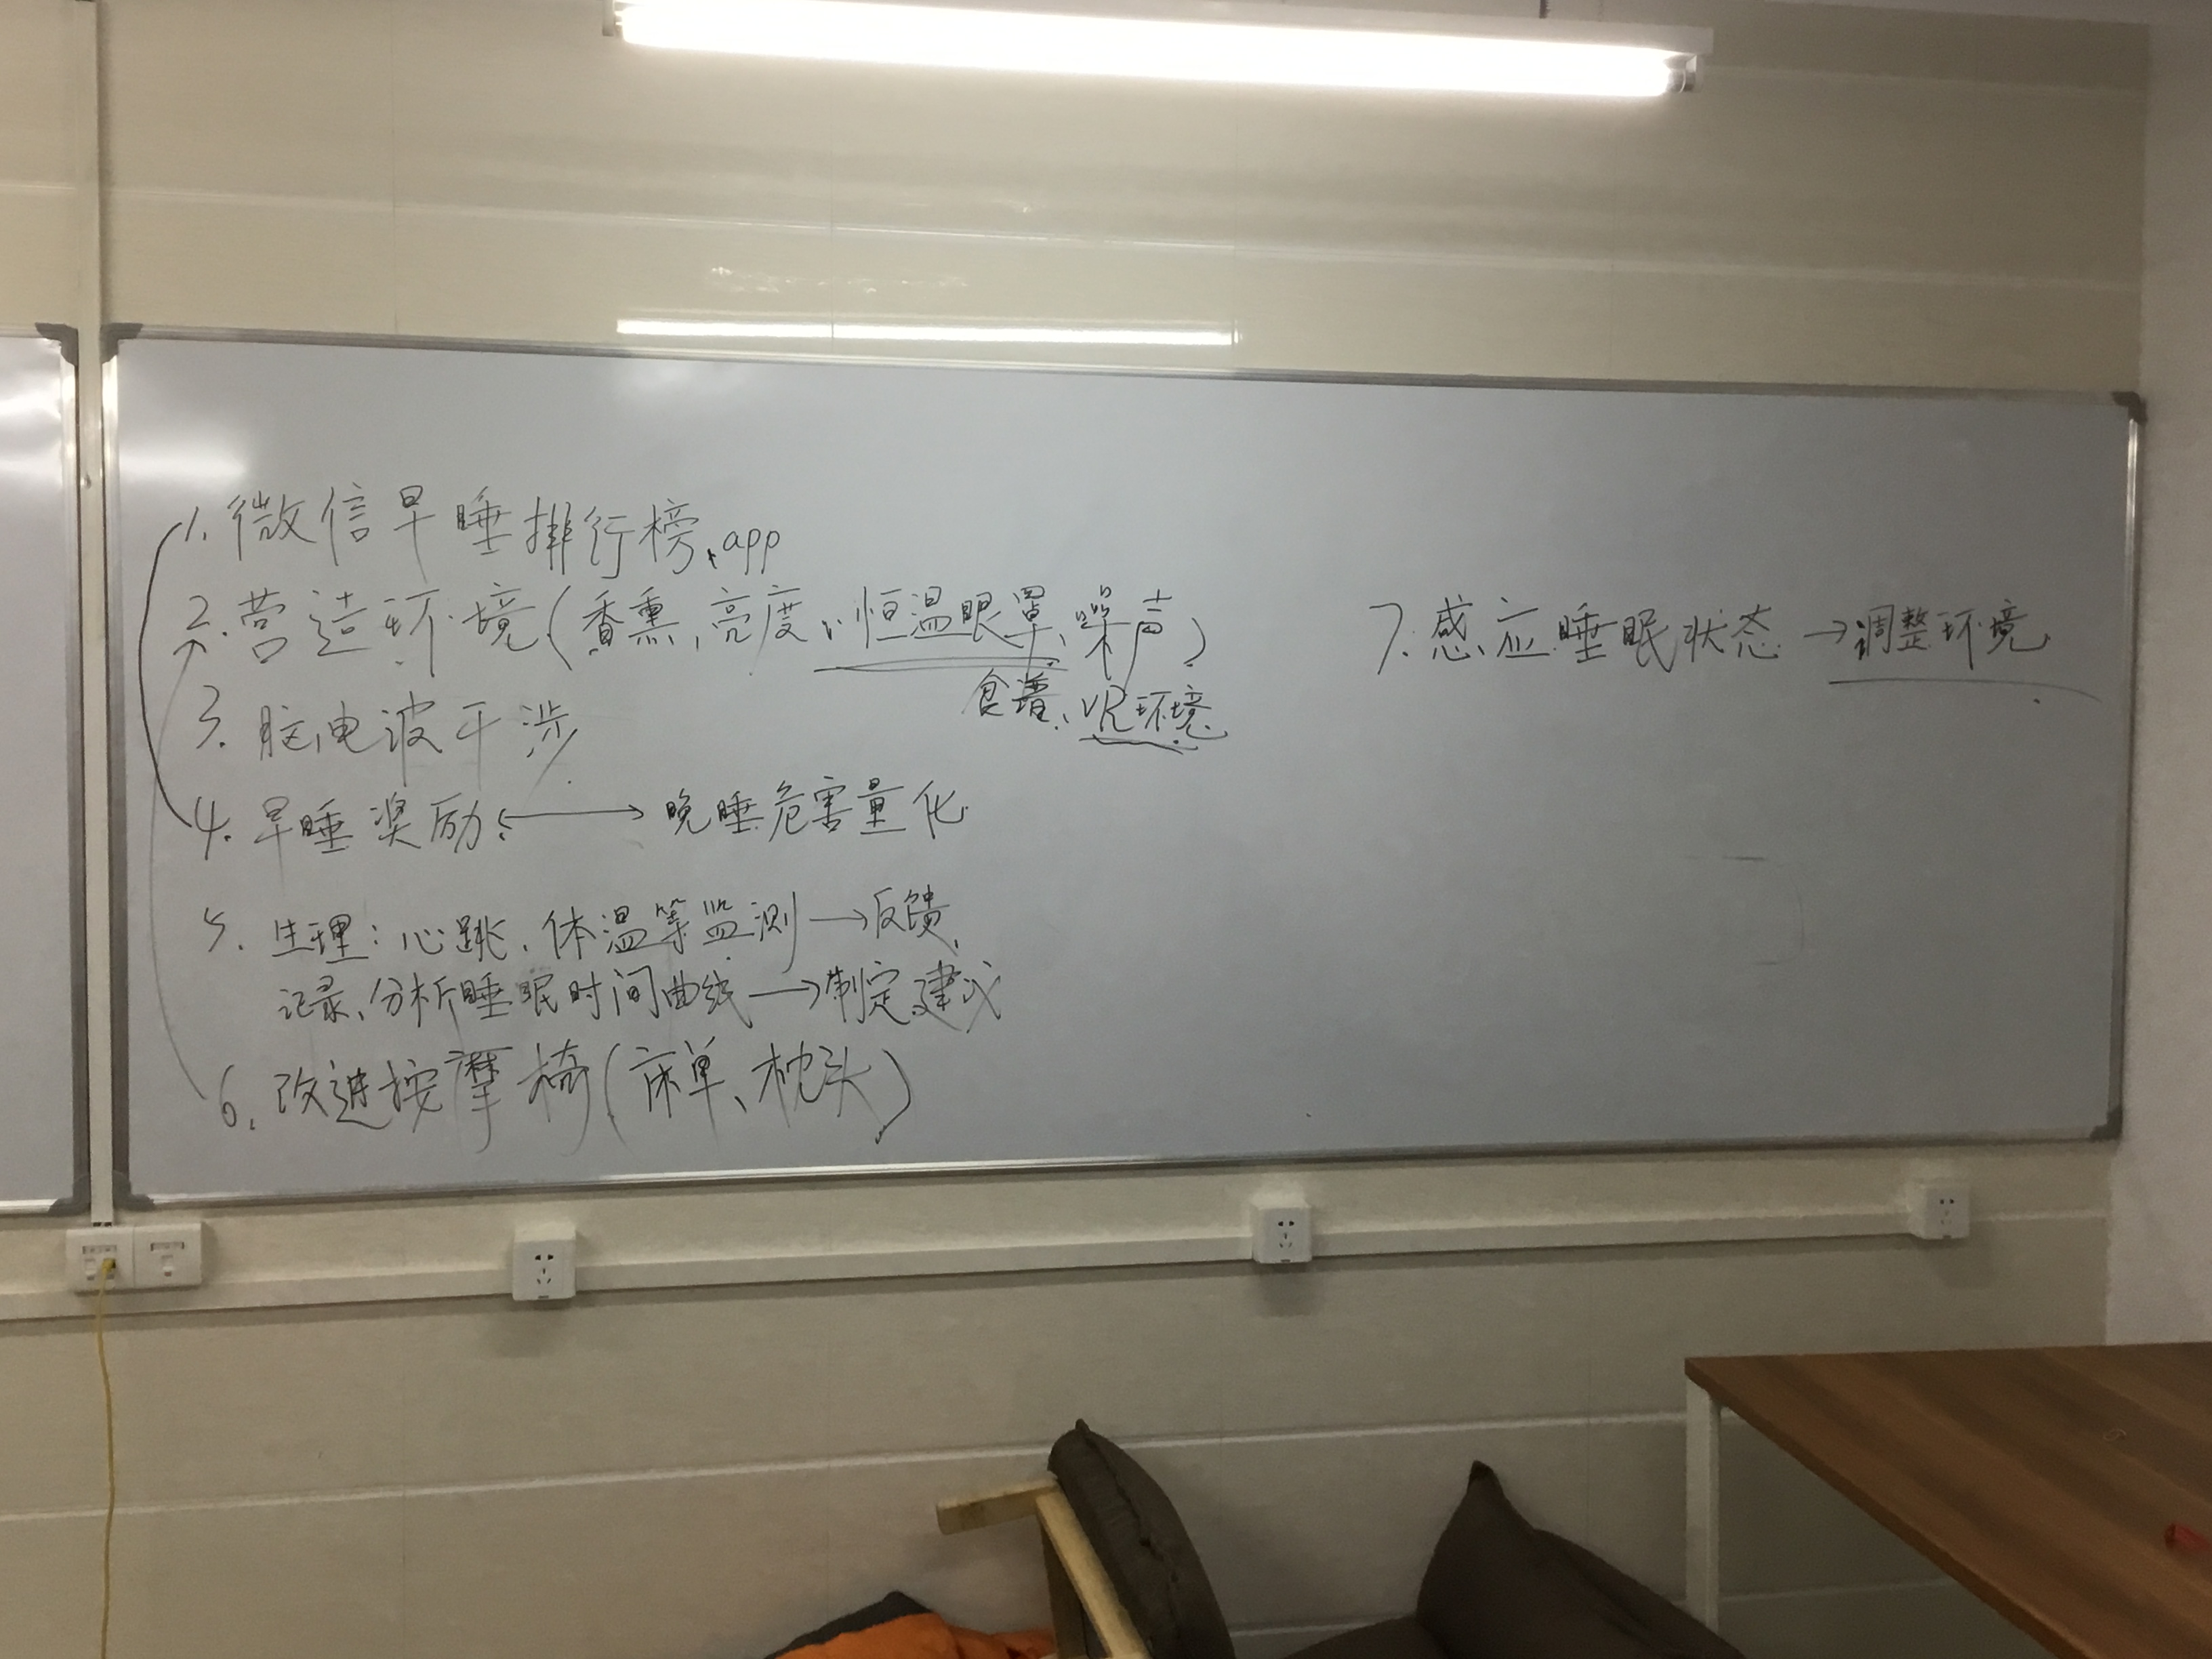 1. 微信早睡排行榜、app
2. 营造环境(香熏,亮度、恒温眼罩、噪声)
食谱、VR环境
3. 脑电波干涉
4. 早睡奖励 ←→ 晚睡危害量化
5. 生理:心跳、体温等监测→反馈
记录、分析睡眠时间曲线→制定建议
6. 改进按摩椅(床单、枕头)
7. 感应睡眠状态→调整环境